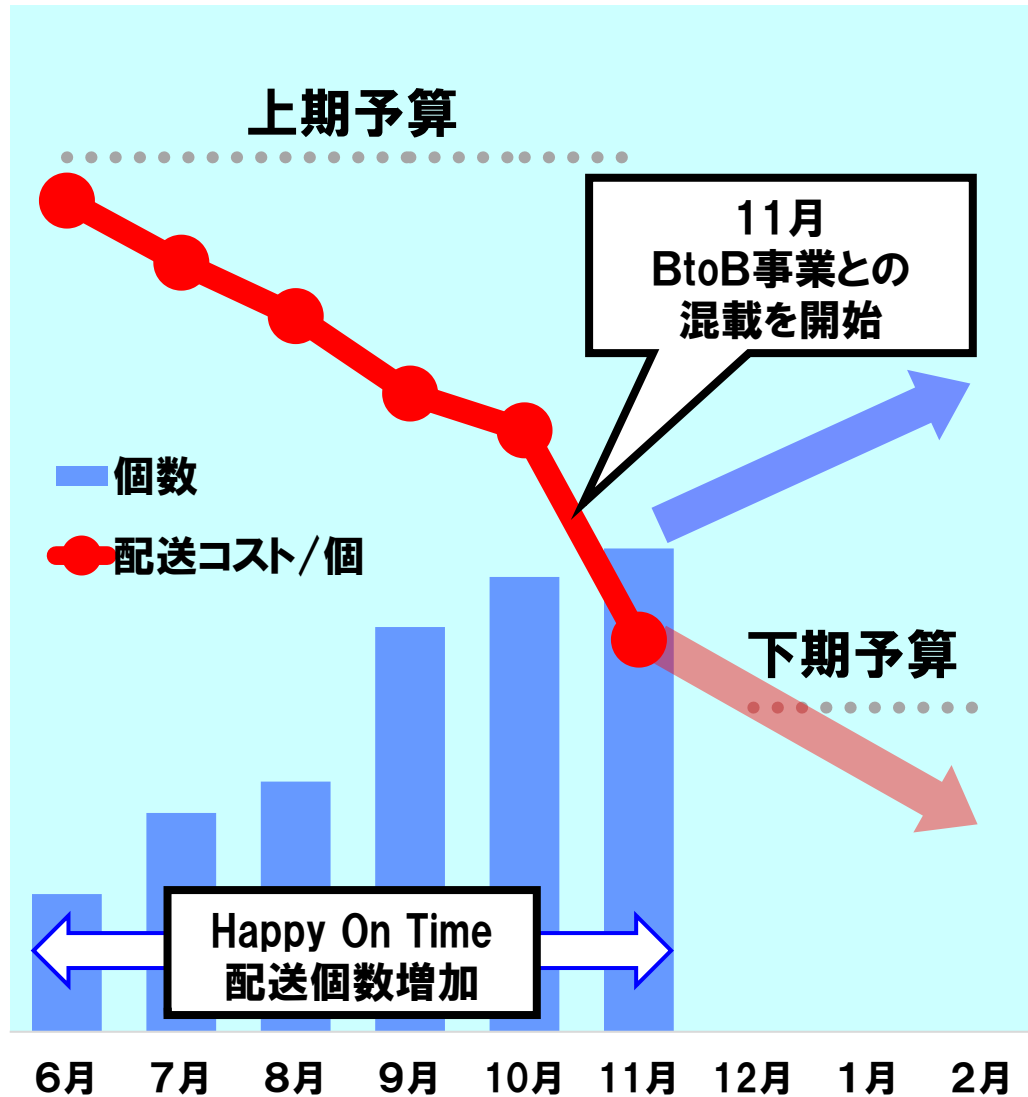 上期予算
11月
BtoB事業との
混載を開始
個数
配送コスト/個
下期予算
Happy On Time
配送個数増加
6月 7月 8月 9月 10月 11月 12月 1月 2月